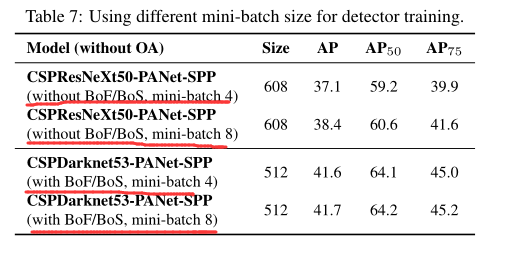 Table 7: Using different mini-batch size for detector training.
Model (without OA) Size AP AP50 AP75
CSPResNeXt50-PANet-SPP
(without BoF/BoS, mini-batch 4) 608 37.1 59.2 39.9
CSPResNeXt50-PANet-SPP
(without BoF/BoS, mini-batch 8) 608 38.4 60.6 41.6
CSPDarknet53-PANet-SPP
(with BoF/BoS, mini-batch 4) 512 41.6 64.1 45.0
CSPDarknet53-PANet-SPP
(with BoF/BoS, mini-batch 8) 512 41.7 64.2 45.2